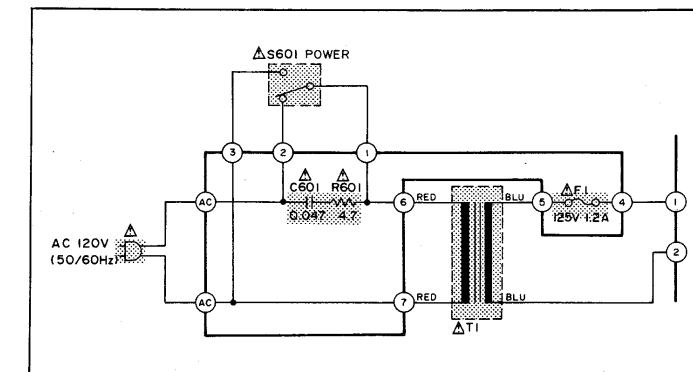 S601 POWER
3
2
1
C601
R601
F.1
AC
6
RED
BLU
5
4
1
0.047
4.7
125V 1.2A
AC 120V
(50/60Hz)
2
AC
7
RED
BLU
T1